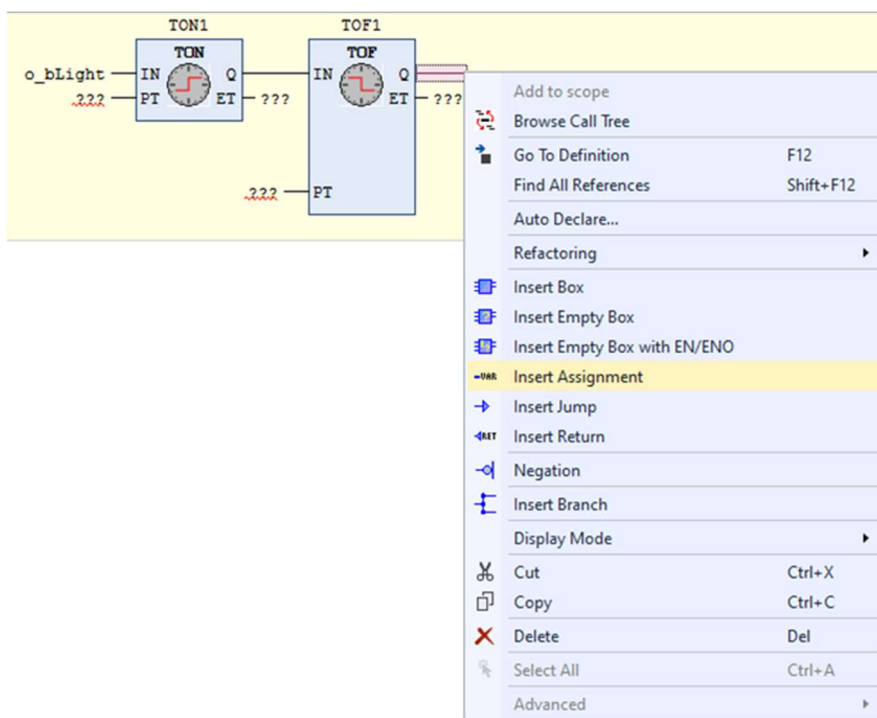 TON1 TOF1
TON TOF
o_bLight IN Q IN Q
??? PT ET ??? ET ???
??? PT
Add to scope
Browse Call Tree
Go To Definition F12
Find All References Shift+F12
Auto Declare...
Refactoring
Insert Box
Insert Empty Box
Insert Empty Box with EN/ENO
-VAR Insert Assignment
Insert Jump
RET Insert Return
Negation
Insert Branch
Display Mode
Cut Ctrl+X
Copy Ctrl+C
Delete Del
Select All Ctrl+A
Advanced